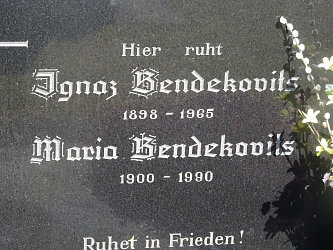 Hier ruht
Ignaz Bendekovits
1898 - 1965
Maria Bendekovits
1900 - 1990
Ruhet in Frieden!